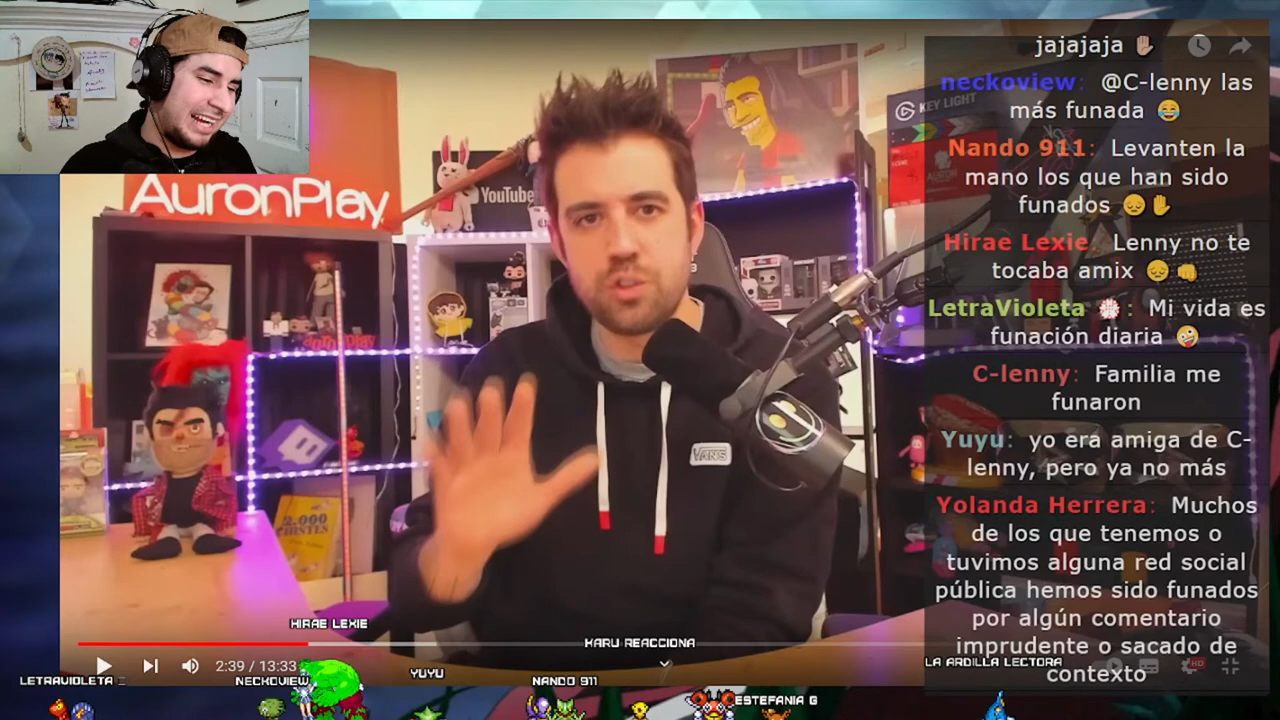 AuronPlay
YouTube
KEY LIGHT
VANS
2.000
CHISTES
jajajaja ✋
neckoview: @C-lenny las
más funada 😂
Nando 911: Levanten la
mano los que han sido
funados 😔✋
Hirae Lexie: Lenny no te
tocaba amix 😔👊
LetraVioleta: Mi vida es
funación diaria 🤪
C-lenny: Familia me
funaron
Yuyu: yo era amiga de C-
lenny, pero ya no más
Yolanda Herrera: Muchos
de los que tenemos o
tuvimos alguna red social
pública hemos sido funados
por algún comentario
imprudente o sacado de
contexto
HIRAE LEXIE
KARU REACCIONA
2:39 / 13:33
HD
LA ARDILLA LECTORA
LETRAVIOLETA
NECKOVIEW
YUYU
NANDO 911
ESTEFANIA G